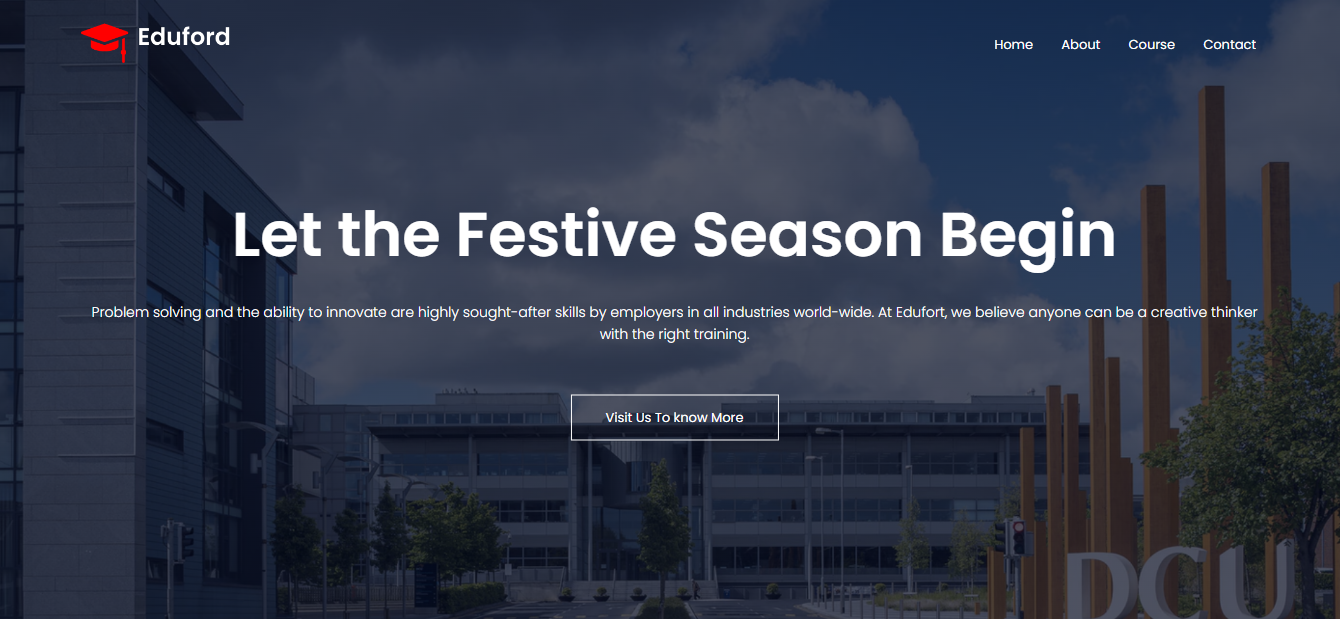 Eduford
Home About Course Contact
Let the Festive Season Begin
Problem solving and the ability to innovate are highly sought-after skills by employers in all industries world-wide. At Edufort, we believe anyone can be a creative thinker
with the right training.
Visit Us To know More
DCU